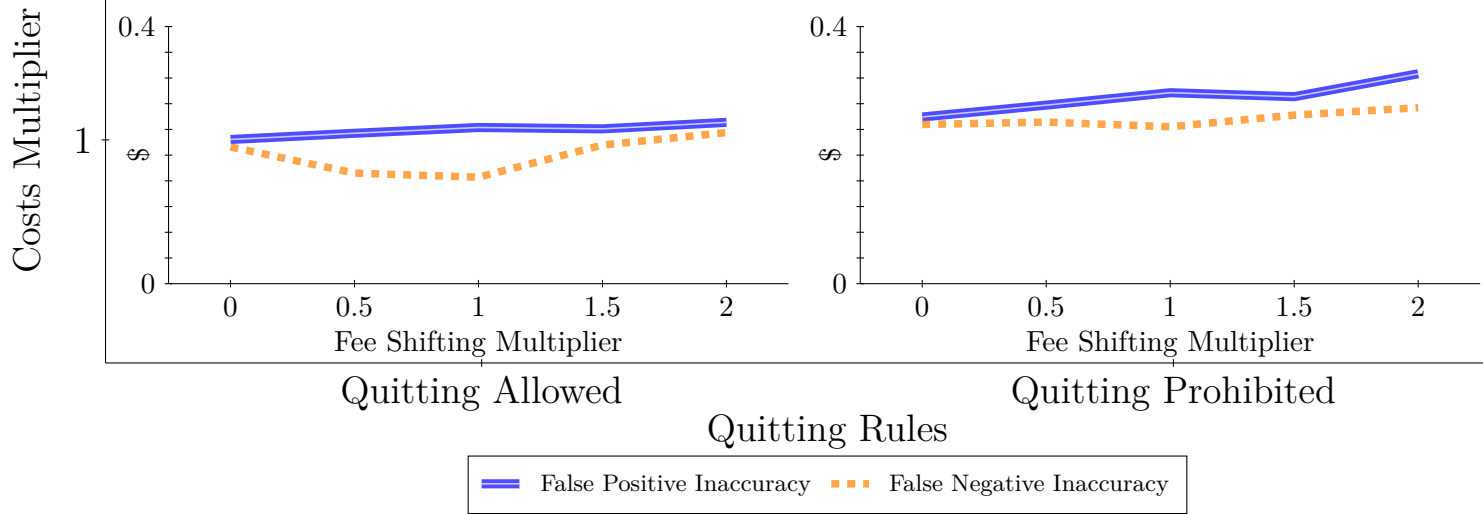 Costs Multiplier
1
0.4
$
0
0 0.5 1 1.5 2
Fee Shifting Multiplier
0.4
$
0
0 0.5 1 1.5 2
Fee Shifting Multiplier
Quitting Allowed
Quitting Prohibited
Quitting Rules
False Positive Inaccuracy
False Negative Inaccuracy